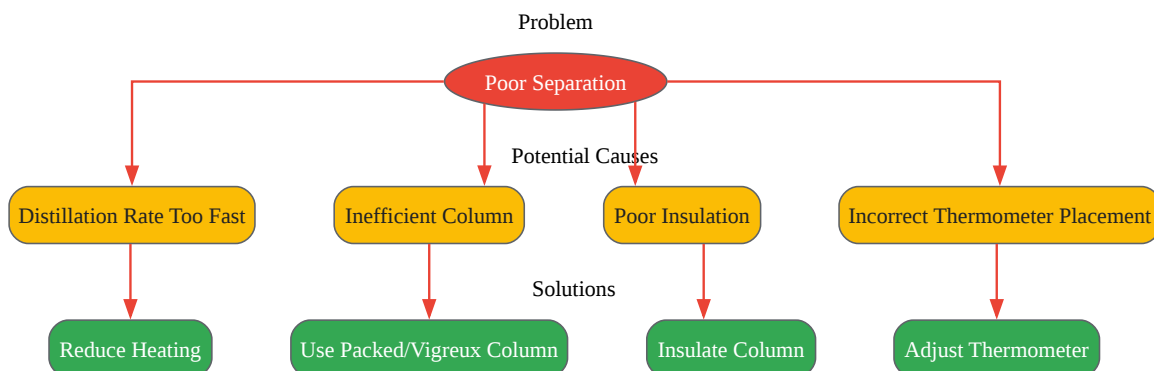 Problem
Poor Separation
Potential Causes
Distillation Rate Too Fast
Inefficient Column
Poor Insulation
Incorrect Thermometer Placement
Solutions
Reduce Heating
Use Packed/Vigreux Column
Insulate Column
Adjust Thermometer